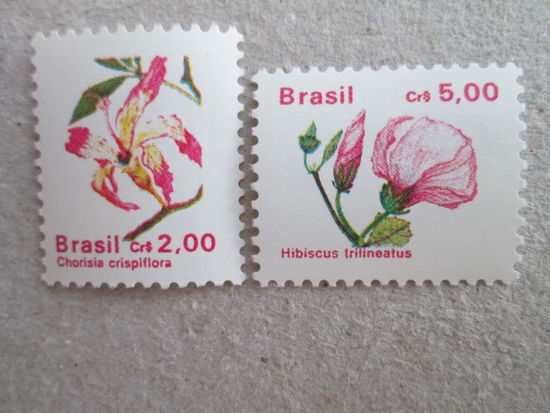 Brasil Cr$ 2,00
Chorisia crispiflora
Brasil Cr$ 5,00
Hibiscus trilineatus